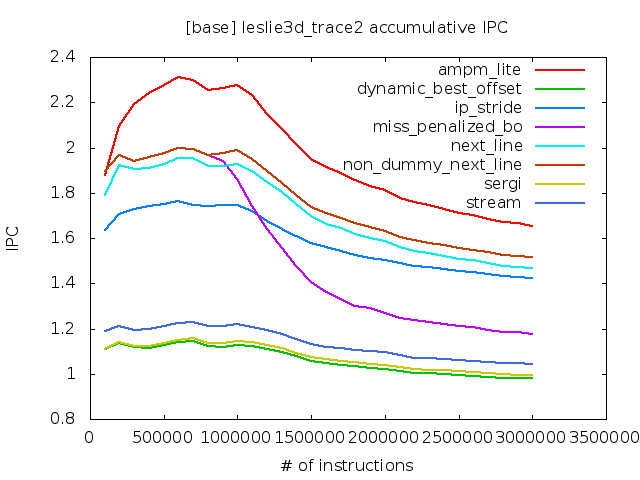 [base] leslie3d_trace2 accumulative IPC
2.4
2.2
2
1.8
1.6
1.4
1.2
1
0.8
IPC
ampm_lite
dynamic_best_offset
ip_stride
miss_penalized_bo
next_line
non_dummy_next_line
sergi
stream
0 500000 1000000 1500000 2000000 2500000 3000000 3500000
# of instructions